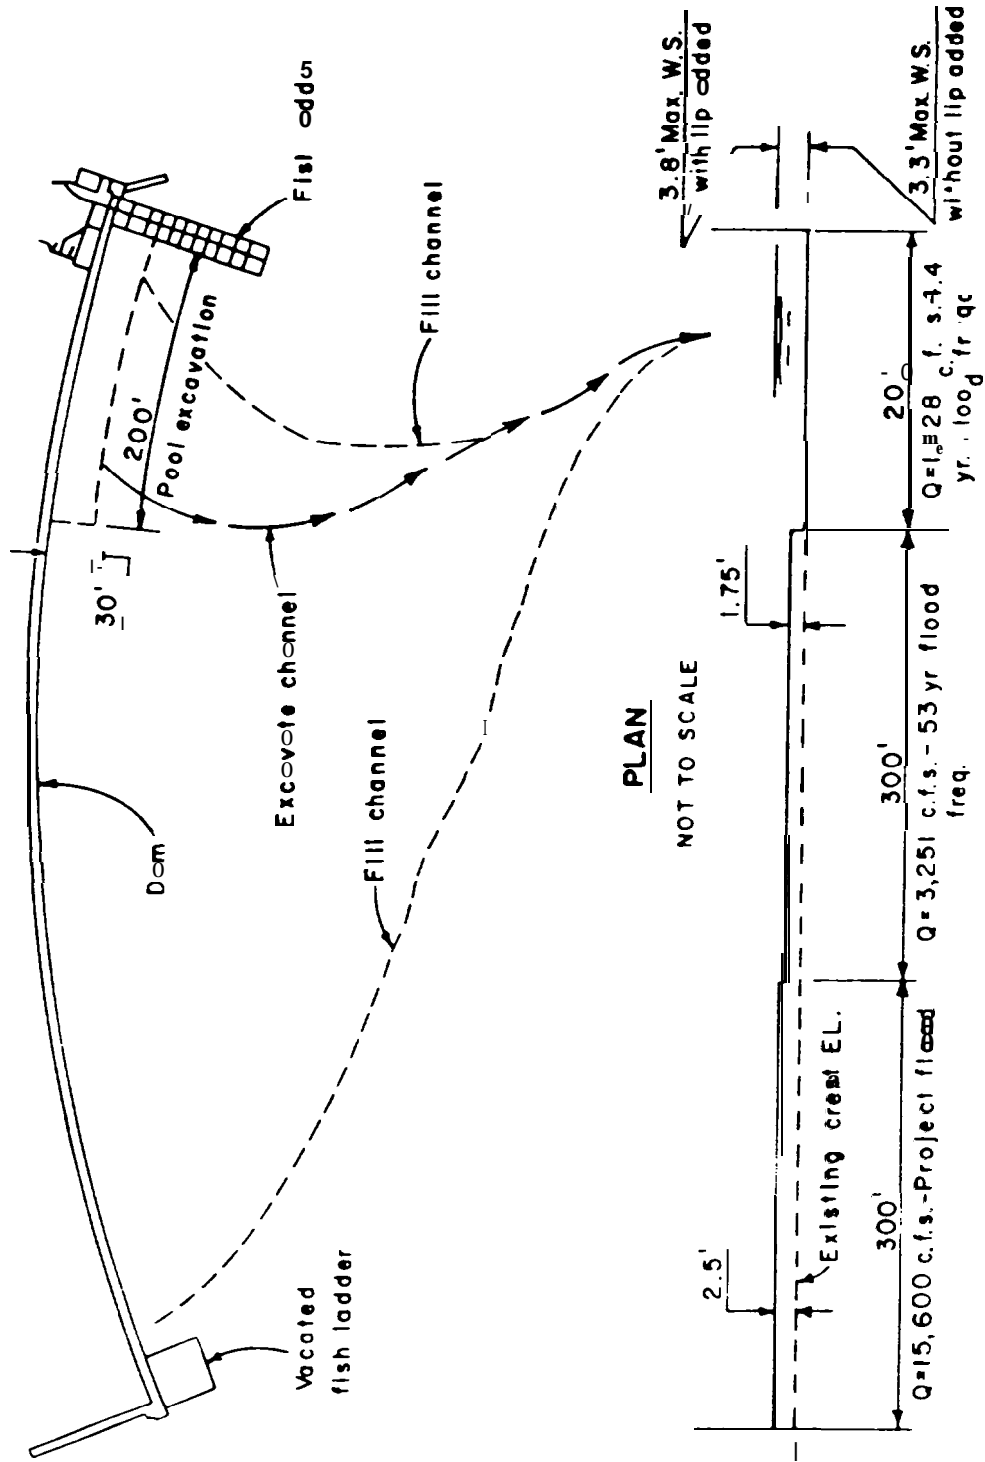 Vacated
fish ladder
Dam
Excavate channel
Fill channel
30'
200'
Pool excavation
Fill channel
PLAN
NOT TO SCALE
3.8' Max. W.S.
with lip added
3.3' Max W.S.
without lip added
2.5'
Existing crest EL.
1.75'
300'
Q=15,600 c.f.s.-Project flood
300'
Q= 3,251 c.f.s.- 53 yr flood
freq.
20'
yr.